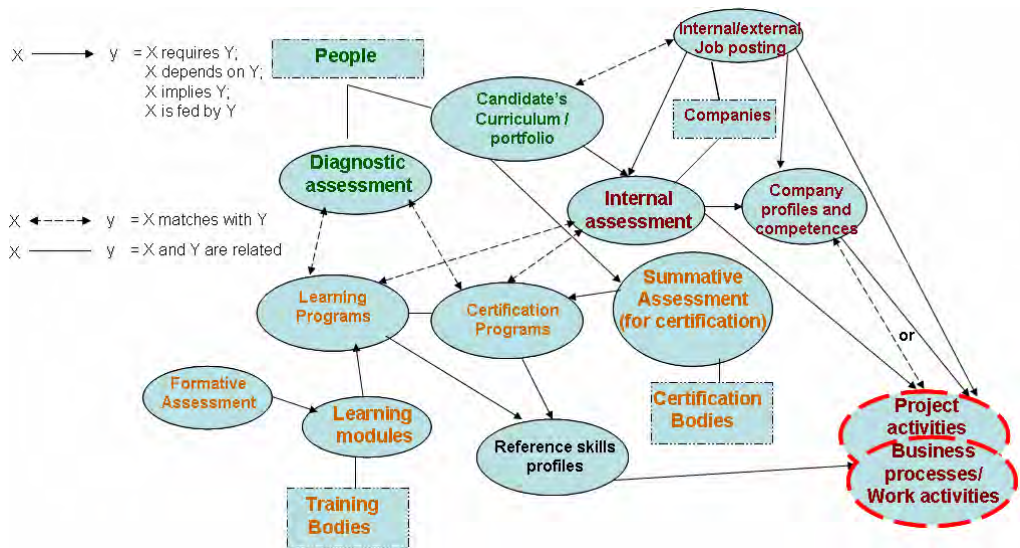 X y = X requires Y;
X depends on Y;
X implies Y;
X is fed by Y
X y = X matches with Y
X y = X and Y are related
People
Internal/external
Job posting
Candidate's
Curriculum /
portfolio
Companies
Diagnostic
assessment
Internal
assessment
Company
profiles and
competences
Learning
Programs
Certification
Programs
Summative
Assessment
(for certification)
or
Formative
Assessment
Learning
modules
Certification
Bodies
Reference skills
profiles
Project
activities
Business
processes/
Work activities
Training
Bodies